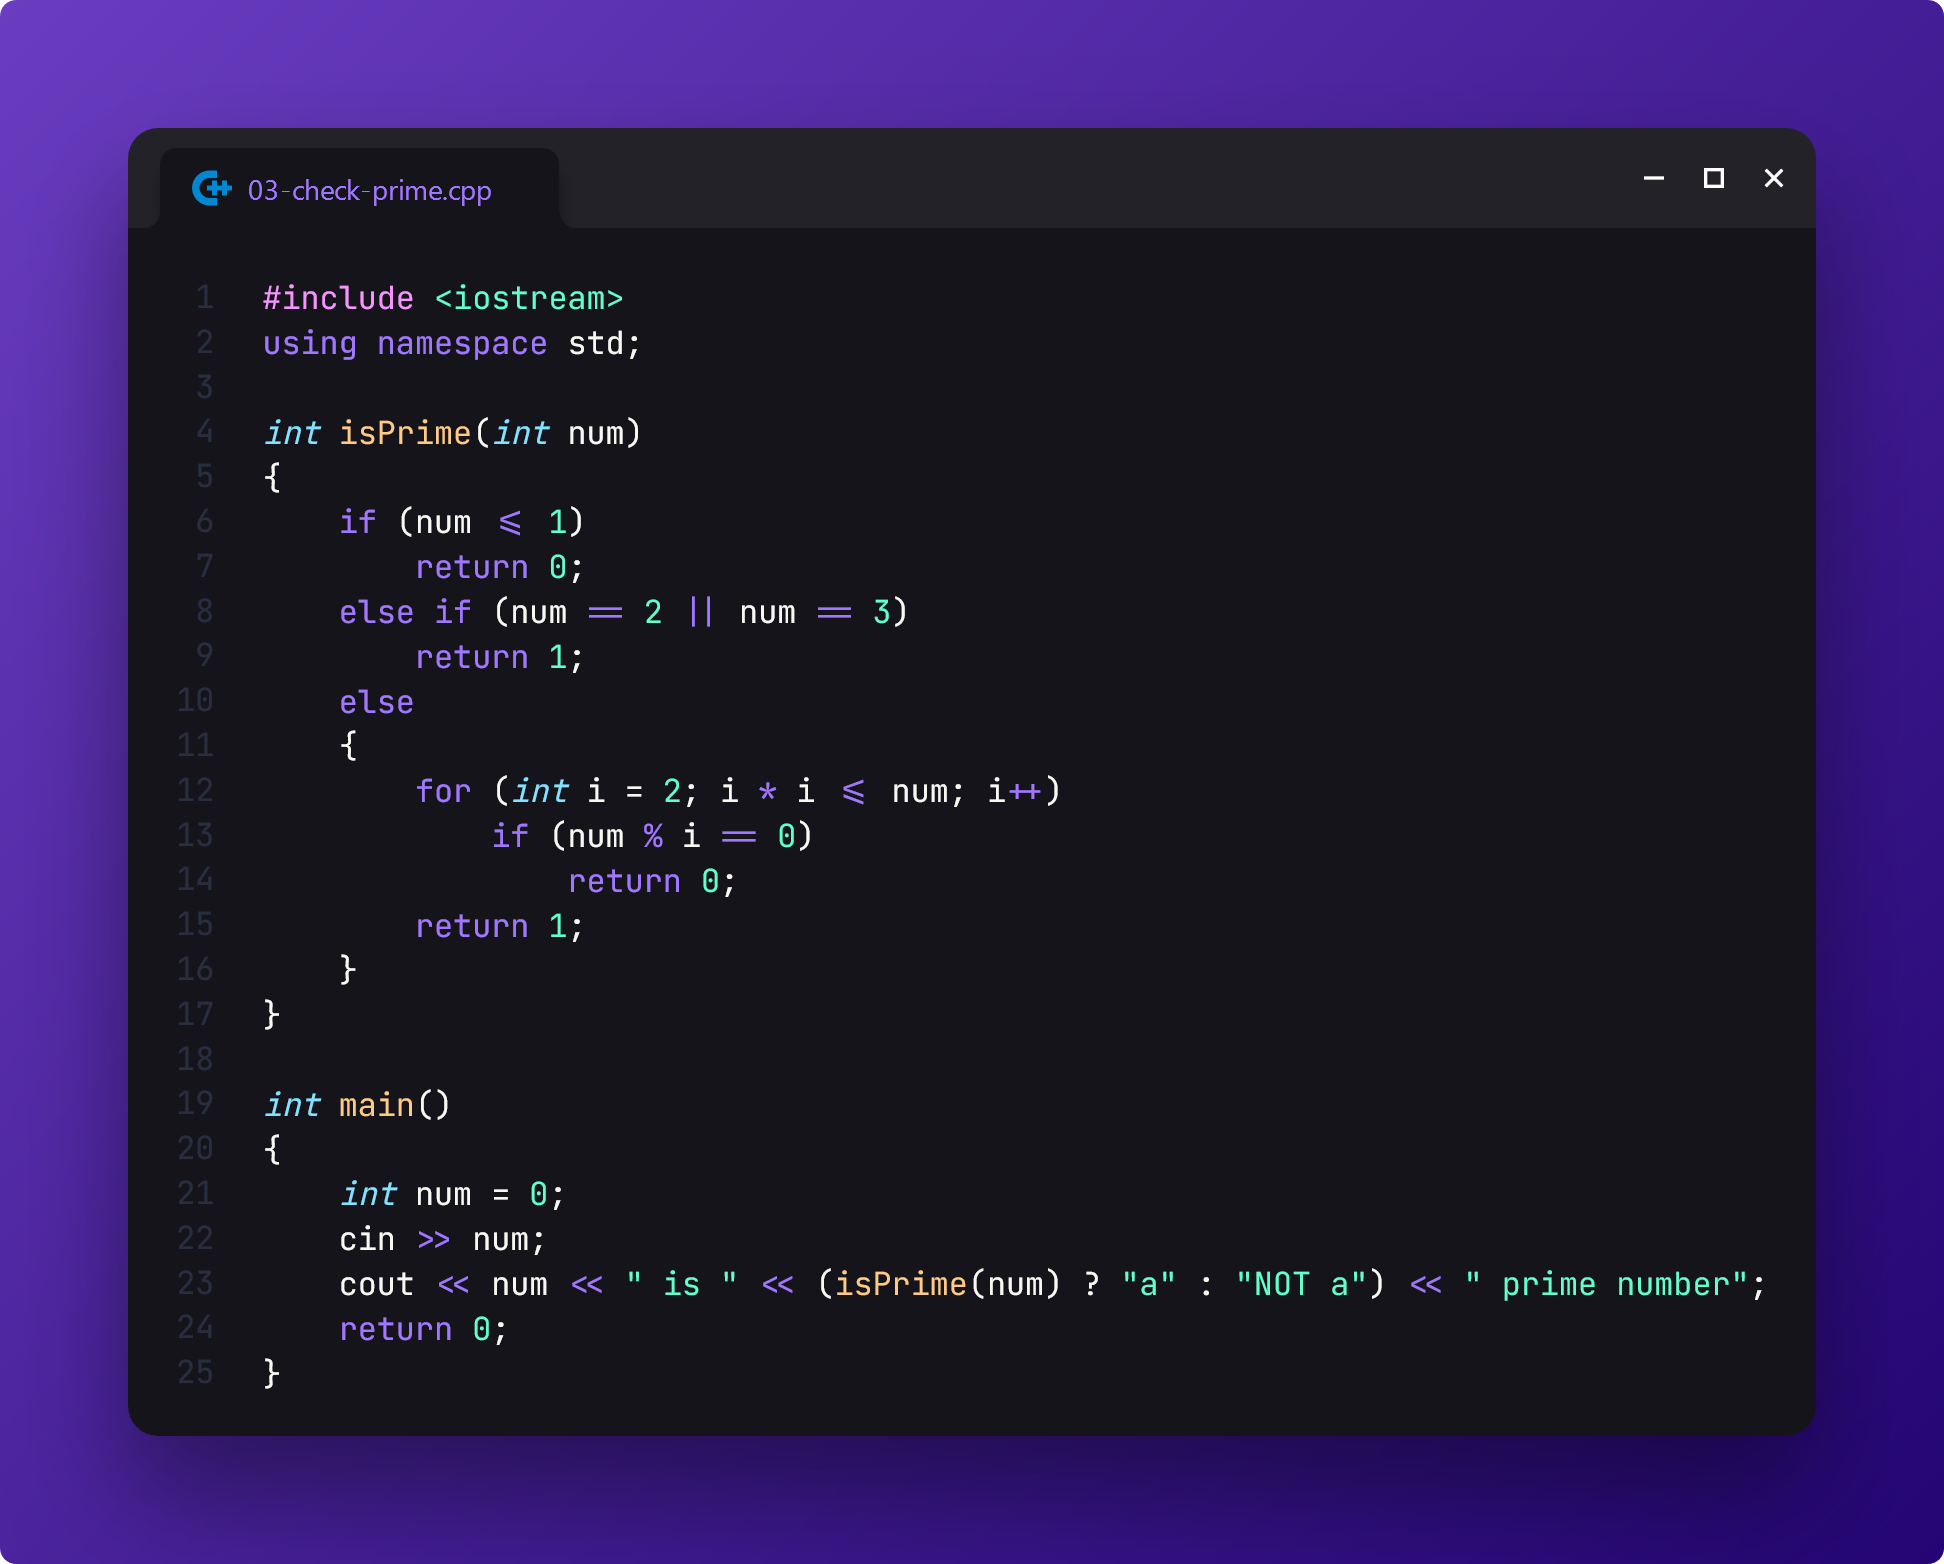 03-check-prime.cpp
1 #include <iostream>
2 using namespace std;
3
4 int isPrime(int num)
5 {
6     if (num <= 1)
7         return 0;
8     else if (num == 2 || num == 3)
9         return 1;
10     else
11     {
12         for (int i = 2; i * i <= num; i++)
13             if (num % i == 0)
14                 return 0;
15         return 1;
16     }
17 }
18
19 int main()
20 {
21     int num = 0;
22     cin >> num;
23     cout << num << " is " << (isPrime(num) ? "a" : "NOT a") << " prime number";
24     return 0;
25 }